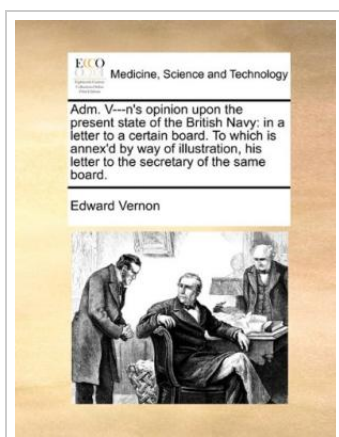 ECCO
Medicine, Science and Technology
Adm. V---n's opinion upon the
present state of the British Navy: in a
letter to a certain board. To which is
annex'd by way of illustration, his
letter to the secretary of the same
board.
Edward Vernon